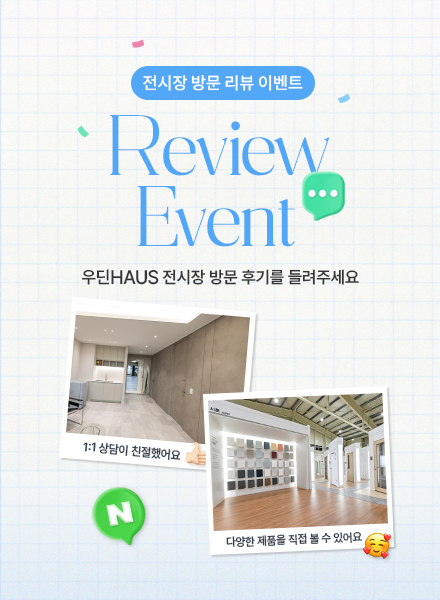 전시장 방문 리뷰 이벤트
Review
Event
우딘HAUS 전시장 방문 후기를 들려주세요
1:1 상담이 친절했어요
N
다양한 제품을 직접 볼 수 있어요